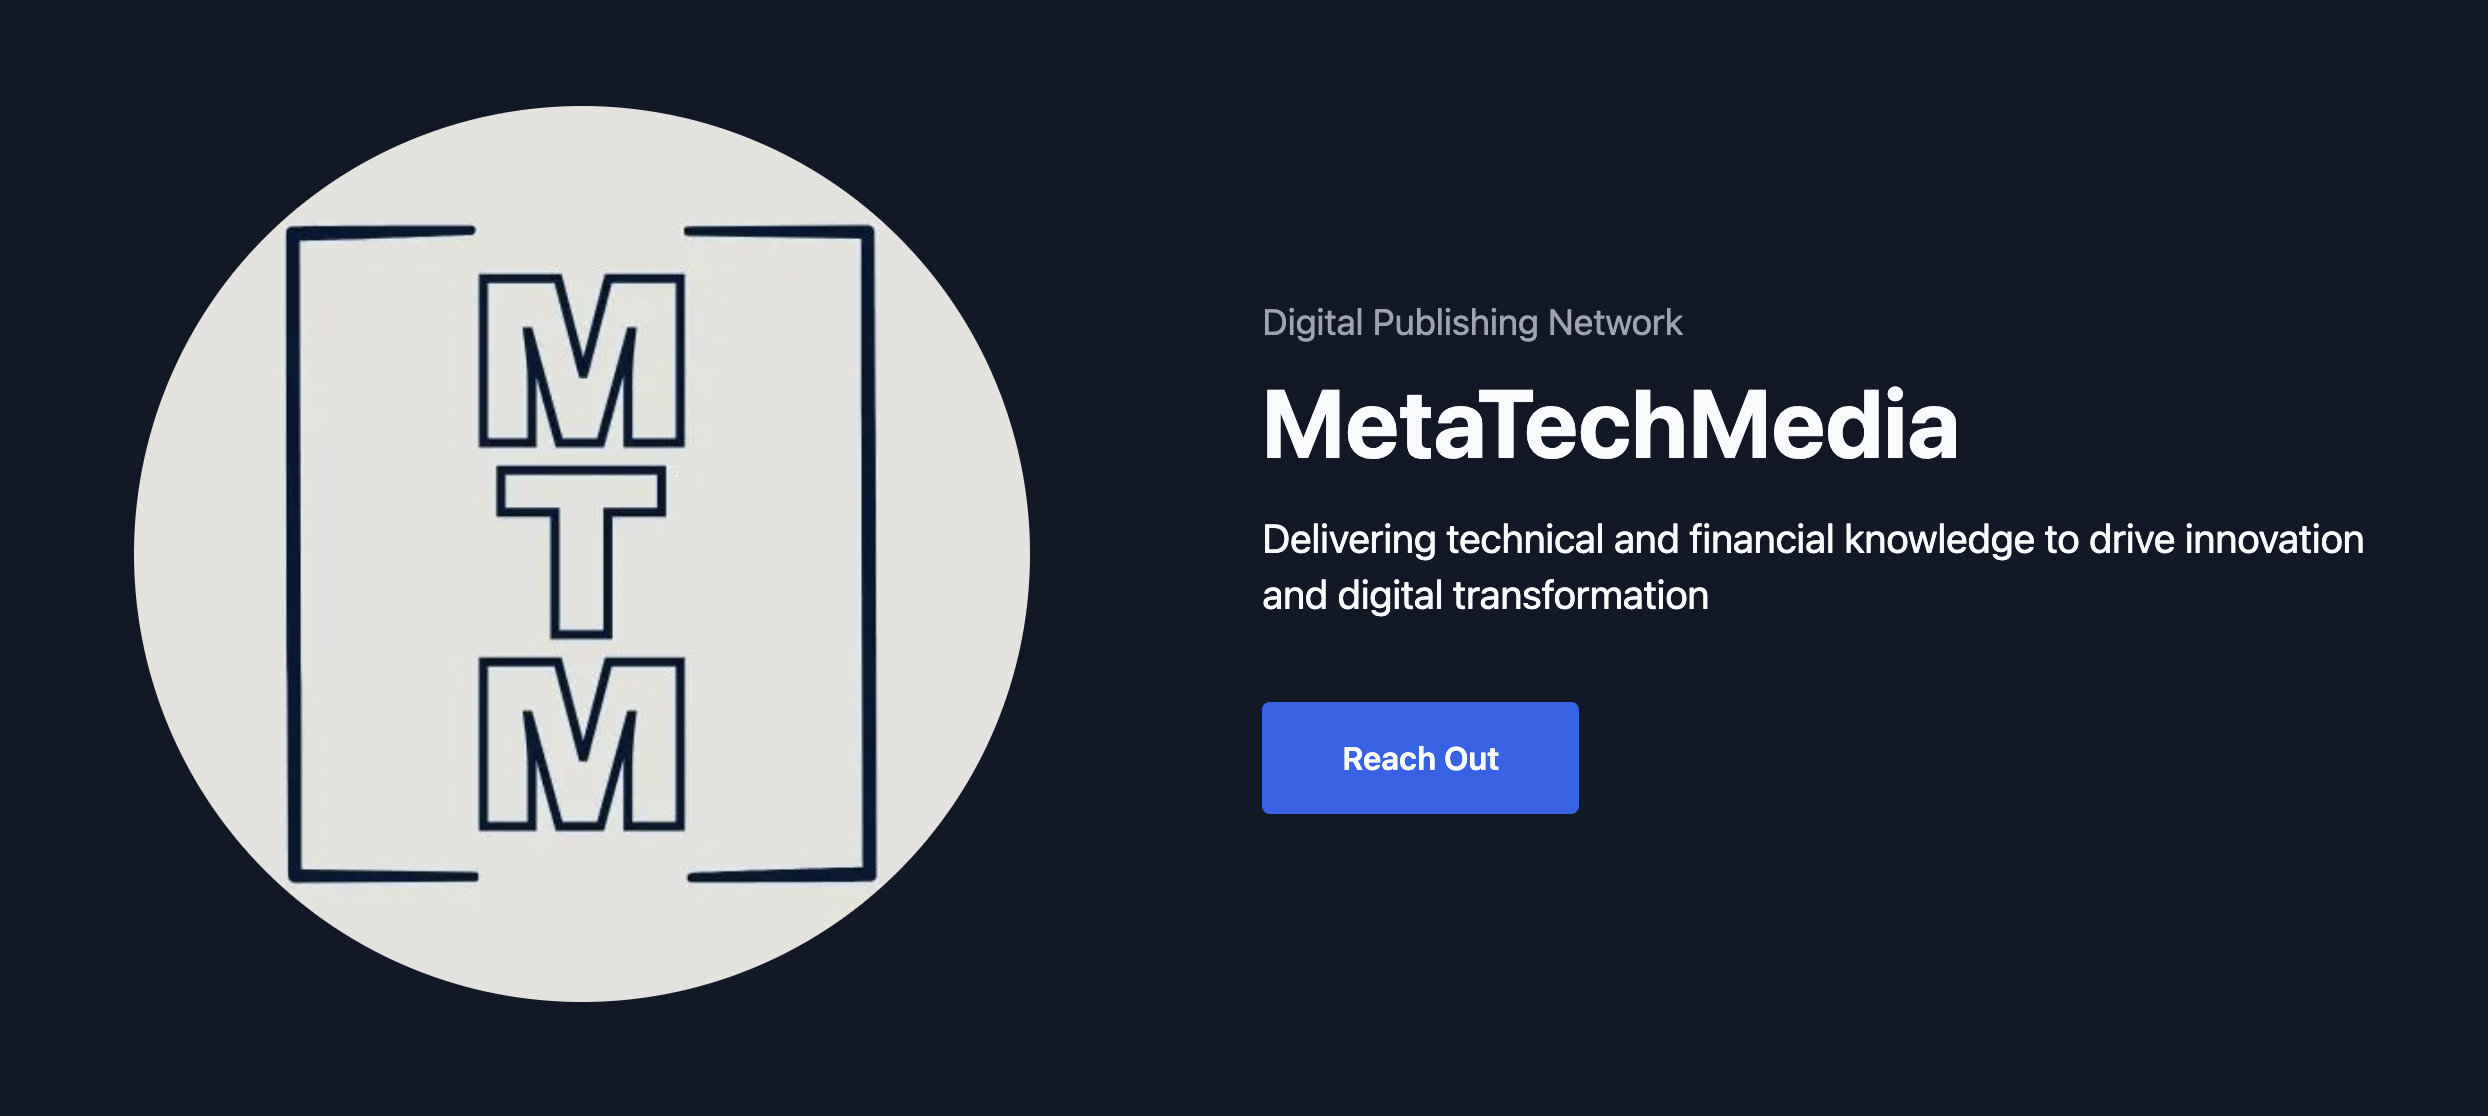 M
T
M
Digital Publishing Network
MetaTechMedia
Delivering technical and financial knowledge to drive innovation
and digital transformation
Reach Out